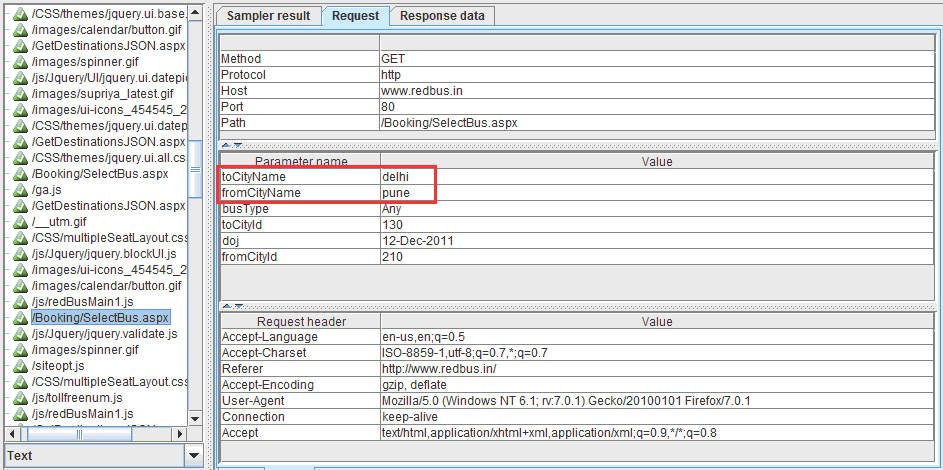 /CSS/themes/jquery.ui.base.
/images/calendar/button.gif
/GetDestinationsJSON.aspx
/images/spinner.gif
/js/Jquery/UI/jquery.ui.datepic
/images/supriya_latest.gif
/images/ui-icons_454545_2
/CSS/themes/jquery.ui.datep
/GetDestinationsJSON.aspx
/CSS/themes/jquery.ui.all.cs
/Booking/SelectBus.aspx
/ga.js
/GetDestinationsJSON.aspx
/__utm.gif
/CSS/multipleSeatLayout.css
/js/Jquery/jquery.blockUI.js
/images/ui-icons_454545_2
/images/calendar/button.gif
/js/redBusMain1.js
/Booking/SelectBus.aspx
/js/Jquery/jquery.validate.js
/images/spinner.gif
/siteopt.js
/CSS/multipleSeatLayout.css
/js/tollfreenum.js
/js/redBusMain1.js
Text
Sampler result Request Response data
Method GET
Protocol http
Host www.redbus.in
Port 80
Path /Booking/SelectBus.aspx
Parameter name Value
toCityName delhi
fromCityName pune
busType Any
toCityId 130
doj 12-Dec-2011
fromCityId 210
Request header Value
Accept-Language en-us,en;q=0.5
Accept-Charset ISO-8859-1,utf-8;q=0.7,*;q=0.7
Referer http://www.redbus.in/
Accept-Encoding gzip, deflate
User-Agent Mozilla/5.0 (Windows NT 6.1; rv:7.0.1) Gecko/20100101 Firefox/7.0.1
Connection keep-alive
Accept text/html,application/xhtml+xml,application/xml;q=0.9,*/*;q=0.8